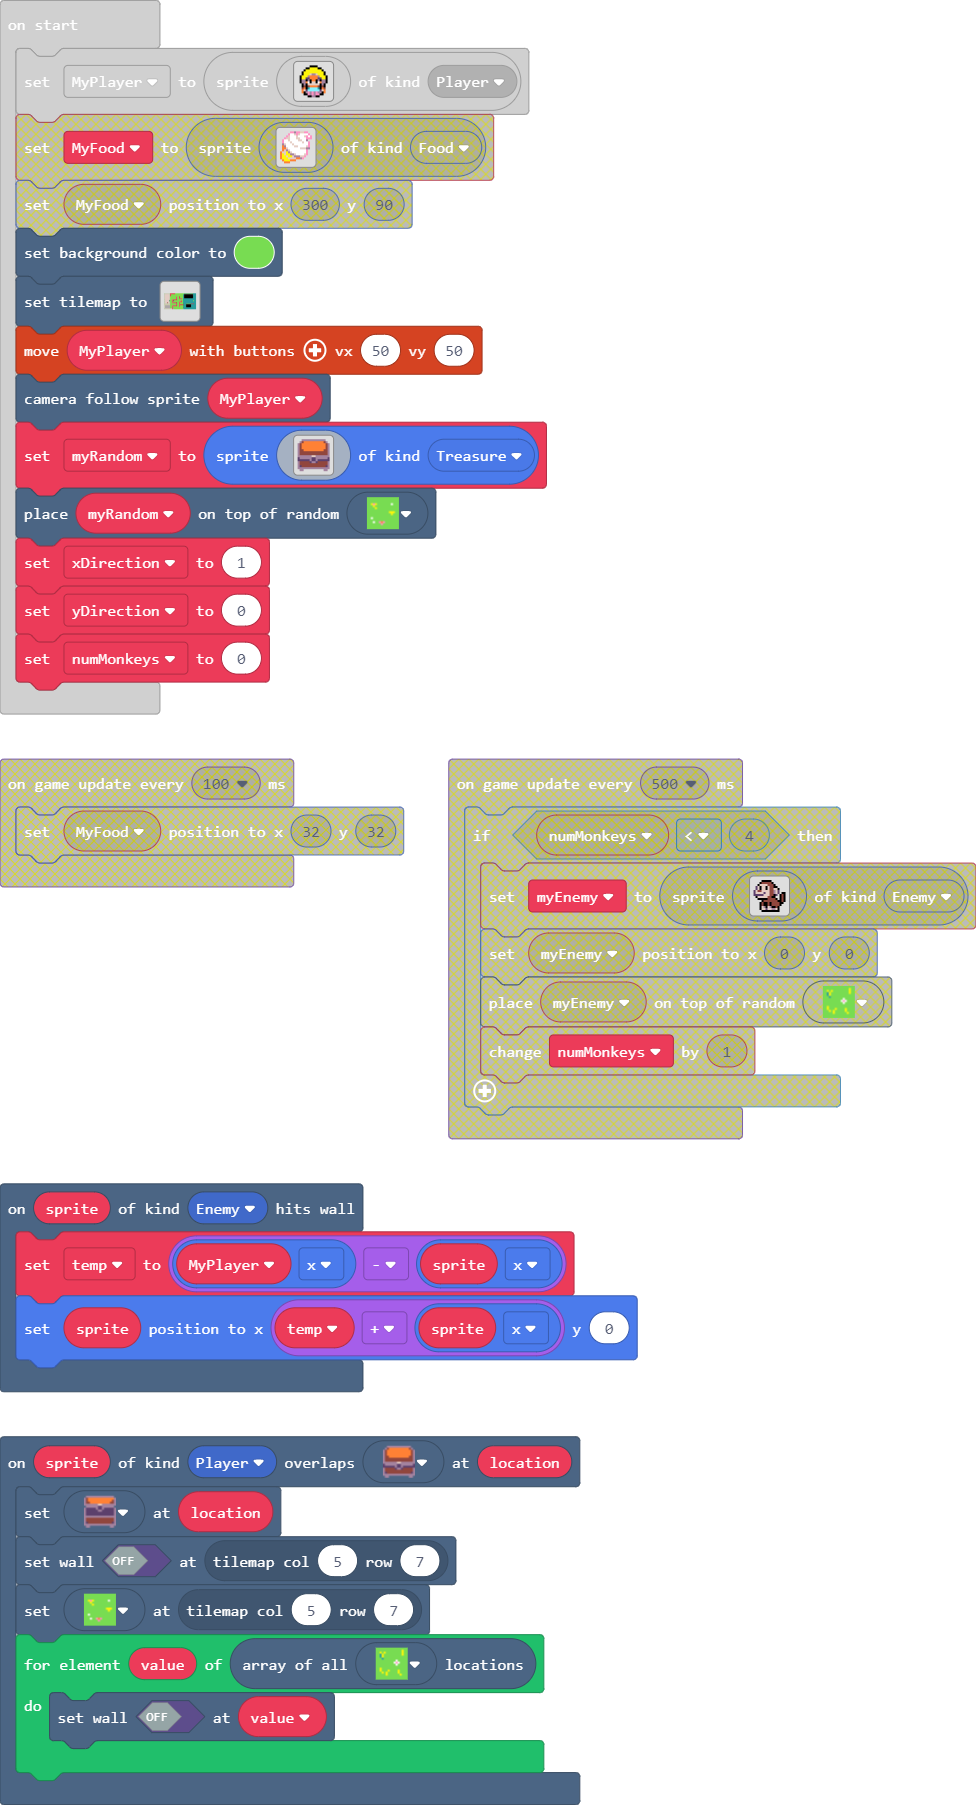 on start
set MyPlayer to sprite of kind Player
set MyFood to sprite of kind Food
set MyFood position to x 300 y 90
set background color to
set tilemap to
move MyPlayer with buttons + vx 50 vy 50
camera follow sprite MyPlayer
set myRandom to sprite of kind Treasure
place myRandom on top of random
set xDirection to 1
set yDirection to 0
set numMonkeys to 0
on game update every 100 ms
set MyFood position to x 32 y 32
on game update every 500 ms
if numMonkeys < 4 then
set myEnemy to sprite of kind Enemy
set myEnemy position to x 0 y 0
place myEnemy on top of random
change numMonkeys by 1
+
on sprite of kind Enemy hits wall
set temp to MyPlayer x - sprite x
set sprite position to x temp + sprite x y 0
on sprite of kind Player overlaps at location
set at location
set wall OFF at tilemap col 5 row 7
set at tilemap col 5 row 7
for element value of array of all locations
do
set wall OFF at value